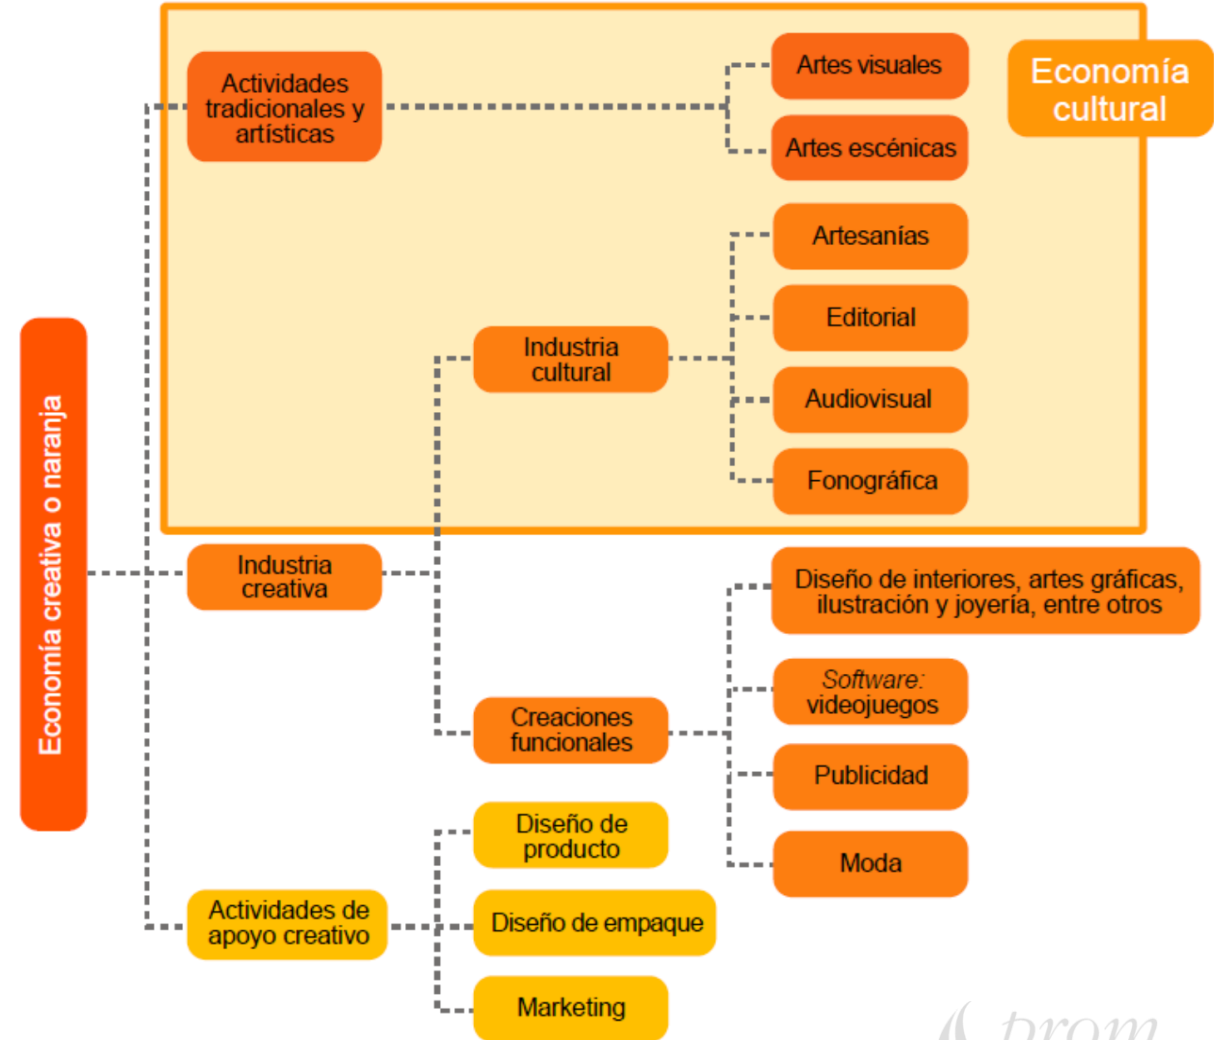 Economía creativa o naranja
Actividades
tradicionales y
artísticas
Artes visuales
Artes escénicas
Economía
cultural
Industria
cultural
Artesanías
Editorial
Audiovisual
Fonográfica
Industria
creativa
Creaciones
funcionales
Diseño de interiores, artes gráficas,
ilustración y joyería, entre otros
Software:
videojuegos
Publicidad
Moda
Actividades de
apoyo creativo
Diseño de
producto
Diseño de empaque
Marketing
prom